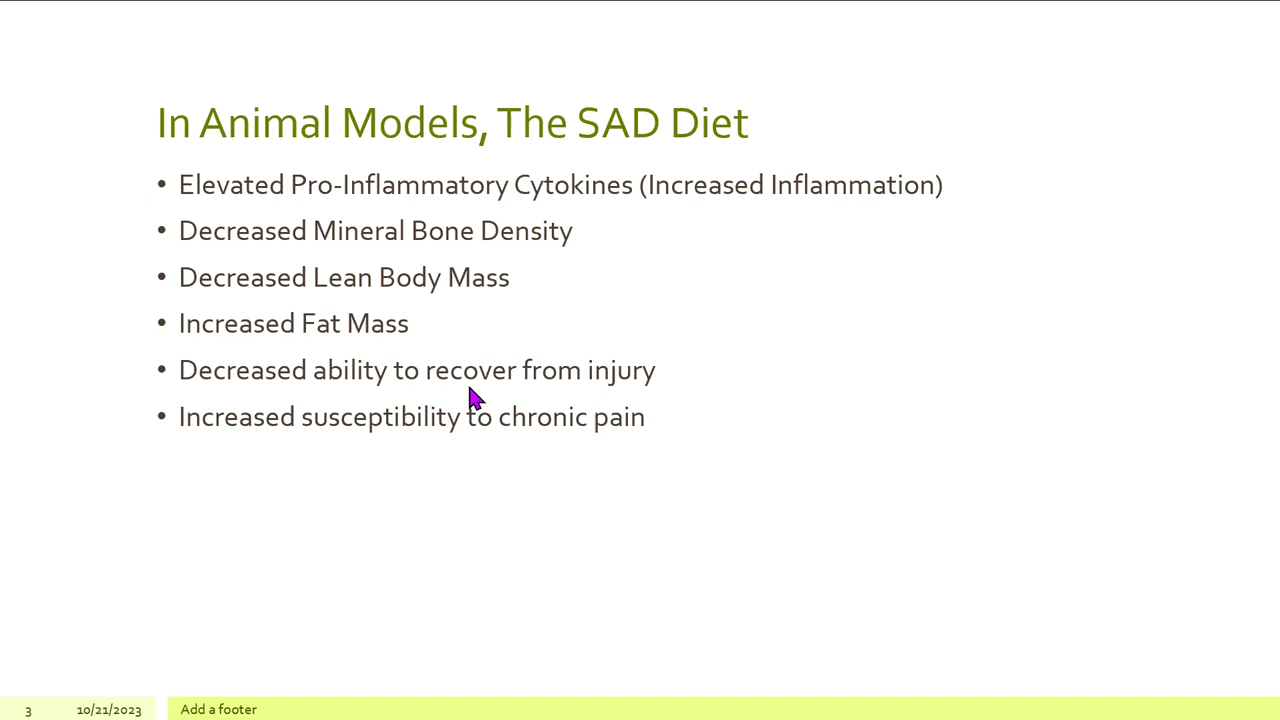 In Animal Models, The SAD Diet
• Elevated Pro-Inflammatory Cytokines (Increased Inflammation)
• Decreased Mineral Bone Density
• Decreased Lean Body Mass
• Increased Fat Mass
• Decreased ability to recover from injury
• Increased susceptibility to chronic pain
3 10/21/2023 Add a footer